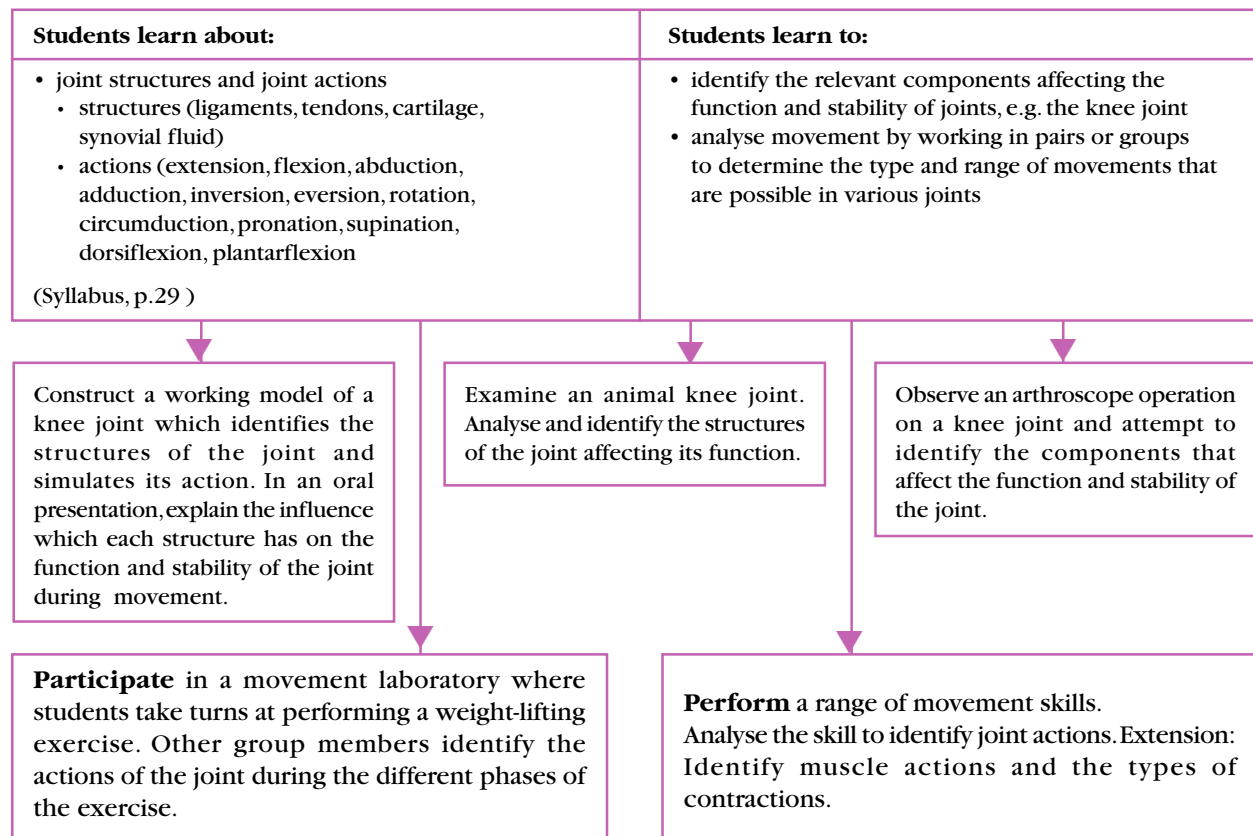 Students learn about:
• joint structures and joint actions
• structures (ligaments, tendons, cartilage,
synovial fluid)
• actions (extension, flexion, abduction,
adduction, inversion, eversion, rotation,
circumduction, pronation, supination,
dorsiflexion, plantarflexion
(Syllabus, p.29 )
Students learn to:
• identify the relevant components affecting the
function and stability of joints, e.g. the knee joint
• analyse movement by working in pairs or groups
to determine the type and range of movements that
are possible in various joints
Construct a working model of a
knee joint which identifies the
structures of the joint and
simulates its action. In an oral
presentation, explain the influence
which each structure has on the
function and stability of the joint
during movement.
Examine an animal knee joint.
Analyse and identify the structures
of the joint affecting its function.
Observe an arthroscope operation
on a knee joint and attempt to
identify the components that
affect the function and stability of
the joint.
Participate in a movement laboratory where
students take turns at performing a weight-lifting
exercise. Other group members identify the
actions of the joint during the different phases of
the exercise.
Perform a range of movement skills.
Analyse the skill to identify joint actions. Extension:
Identify muscle actions and the types of
contractions.